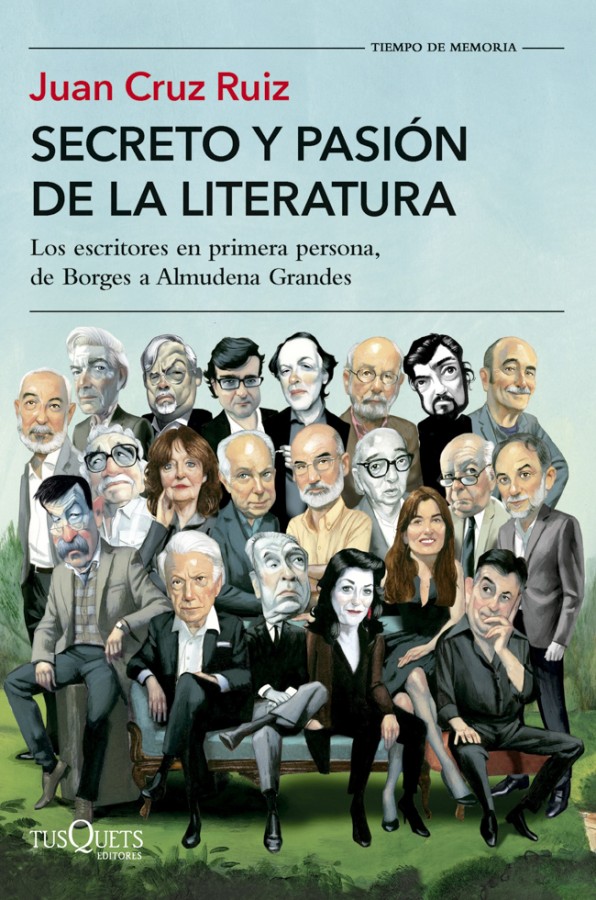 TIEMPO DE MEMORIA
Juan Cruz Ruiz
SECRETO Y PASIÓN
DE LA LITERATURA
Los escritores en primera persona,
de Borges a Almudena Grandes
TUSQUETS
EDITORES